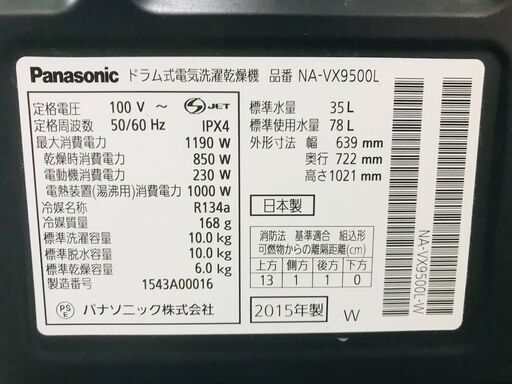 Panasonic ドラム式電気洗濯乾燥機 品番 NA-VX9500L
定格電圧 100 V ～ S JET
定格周波数 50/60 Hz IPX4
最大消費電力 1190 W
乾燥時消費電力 850 W
電動機消費電力 230 W
電熱装置(湯沸用)消費電力 1000 W
冷媒名称 R134a
冷媒質量 168 g
標準洗濯容量 10.0 kg
標準脱水容量 10.0 kg
標準乾燥容量 6.0 kg
製造番号 1543A00016
PS E パナソニック株式会社
標準水量 35 L
標準使用水量 78 L
外形寸法 幅 639 mm
奥行 722 mm
高さ 1021 mm
日本製
消防法 基準適合 組込形
可燃物からの離隔距離(cm)
上方 側方 後方 下方
13 1 1 0
2015年製 W
NA-VX9500L-W